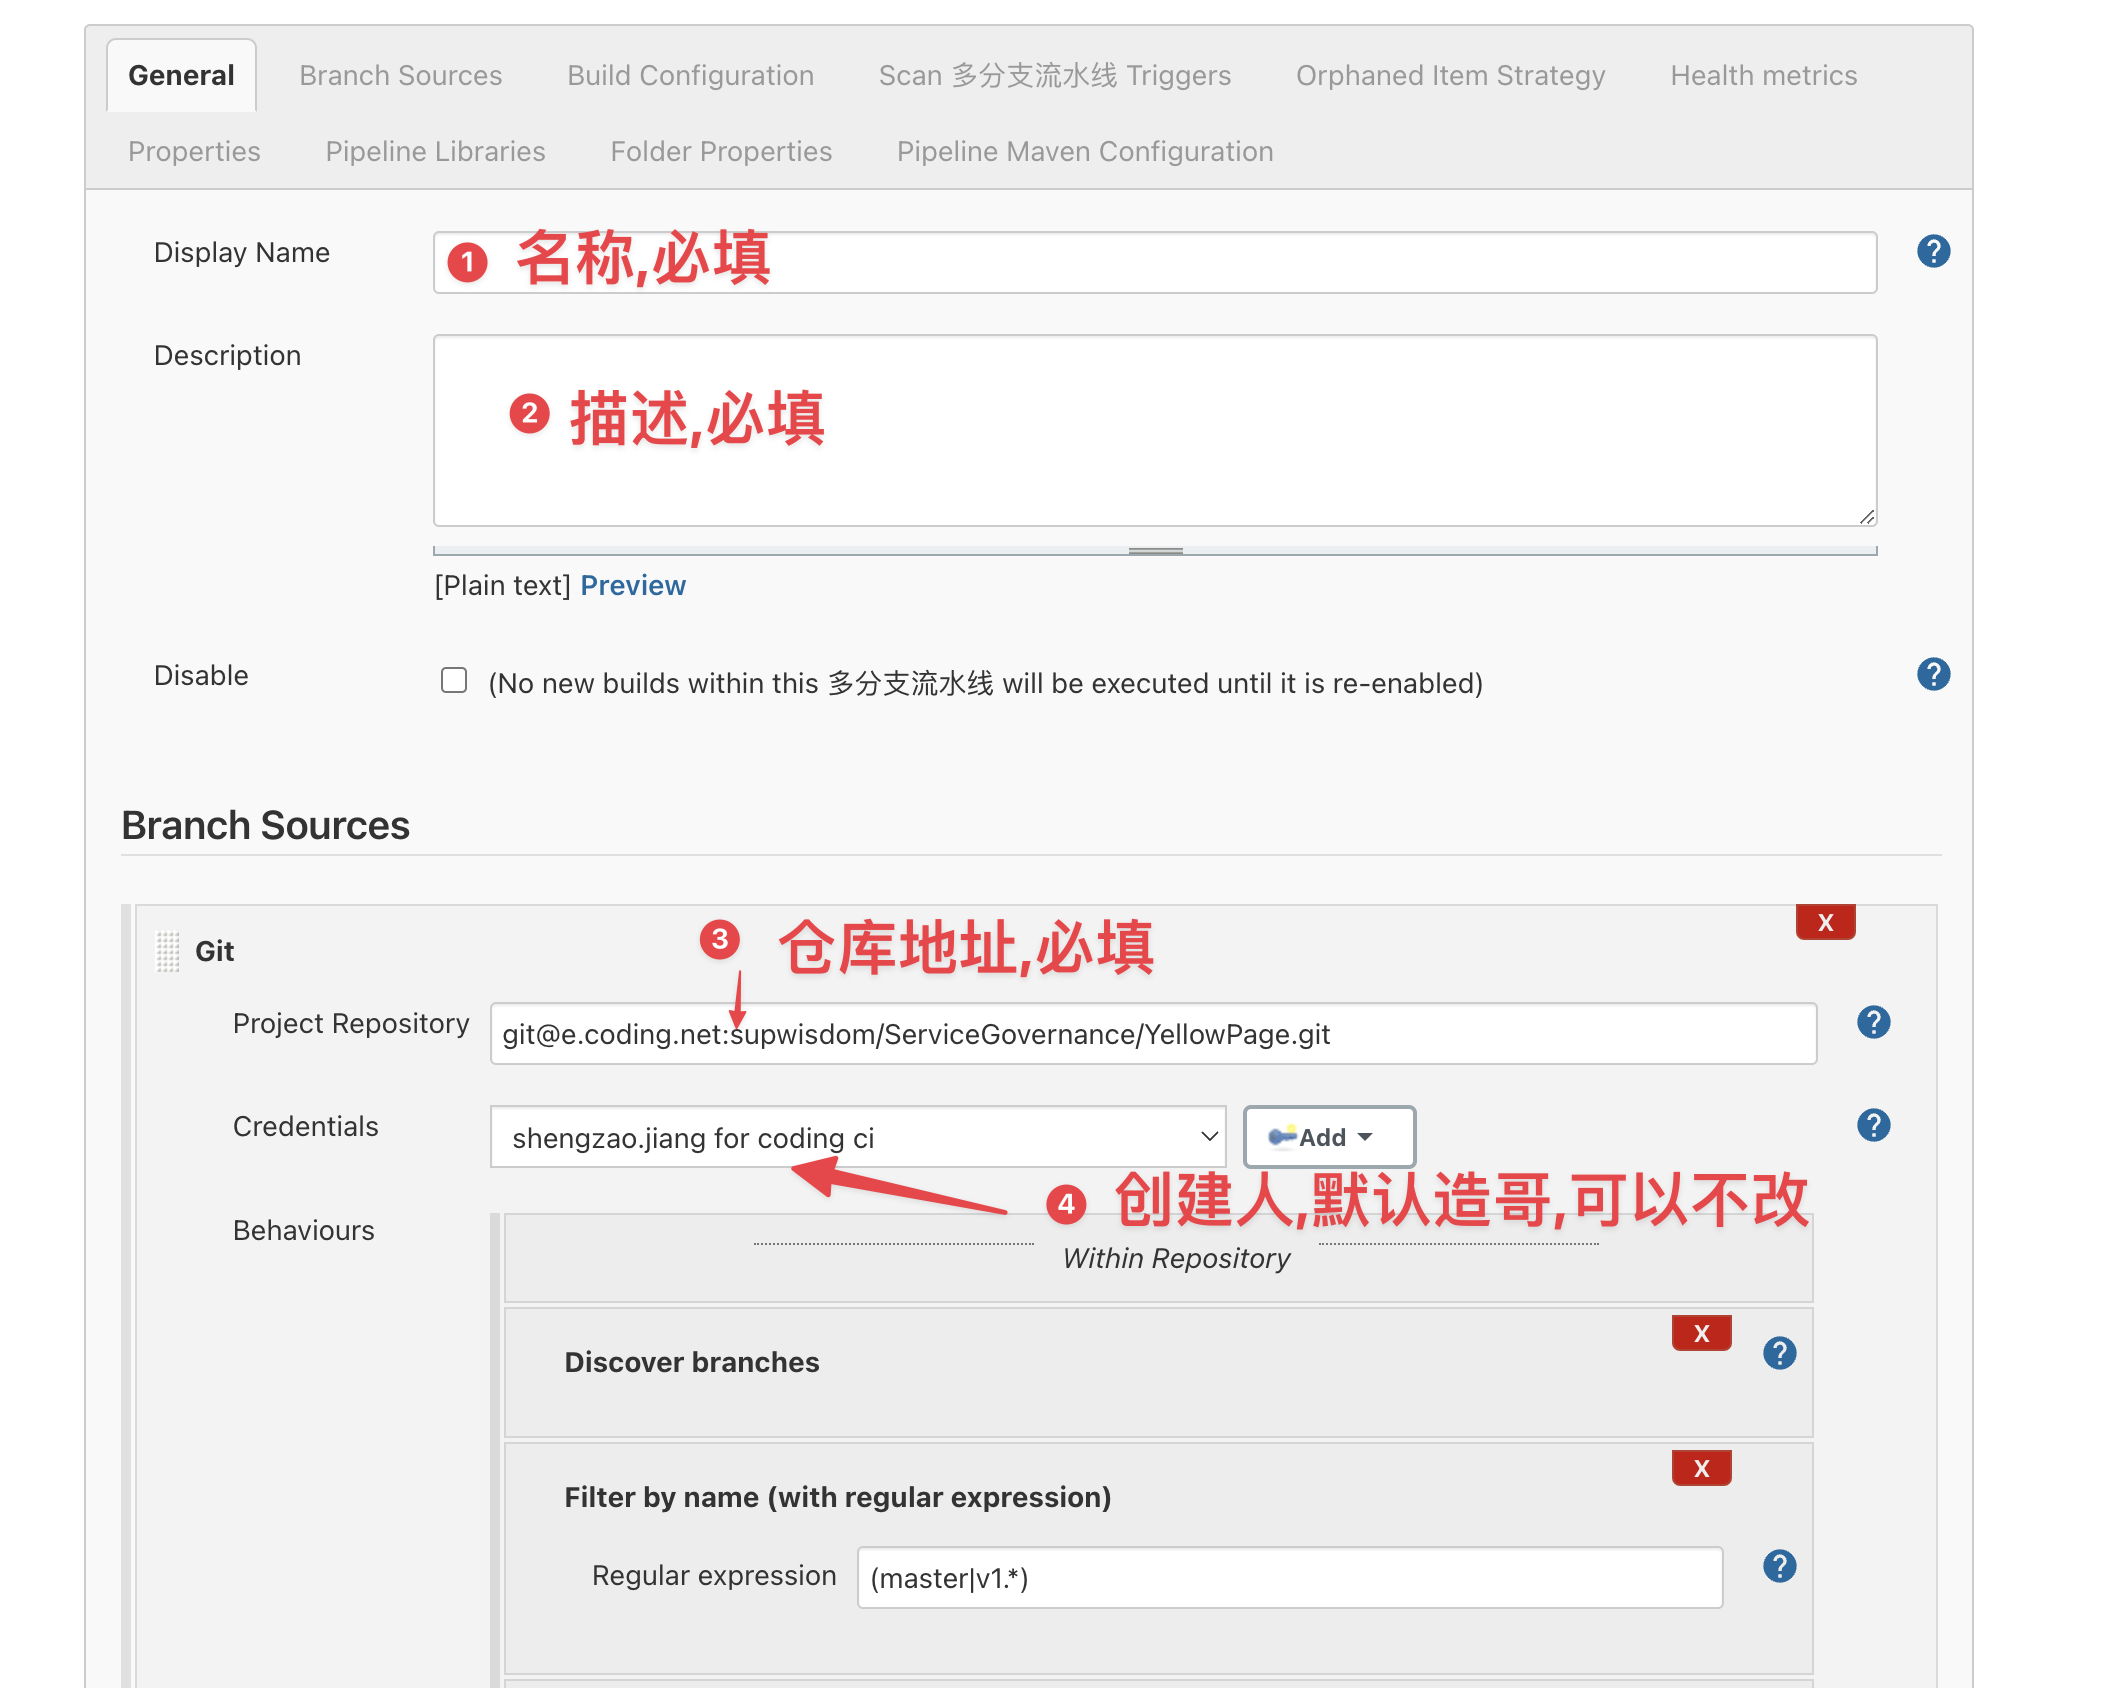 General Branch Sources Build Configuration Scan 多分支流水线 Triggers Orphaned Item Strategy Health metrics
Properties Pipeline Libraries Folder Properties Pipeline Maven Configuration
Display Name
1 名称,必填
?
Description
2 描述,必填
[Plain text] Preview
Disable
(No new builds within this 多分支流水线 will be executed until it is re-enabled)
?
Branch Sources
X
3 仓库地址,必填
Git
Project Repository
git@e.coding.net:supwisdom/ServiceGovernance/YellowPage.git
?
Credentials
shengzao.jiang for coding ci
Add
?
4 创建人,默认造哥,可以不改
Behaviours
Within Repository
X
Discover branches
?
X
Filter by name (with regular expression)
Regular expression
(master|v1.*)
?